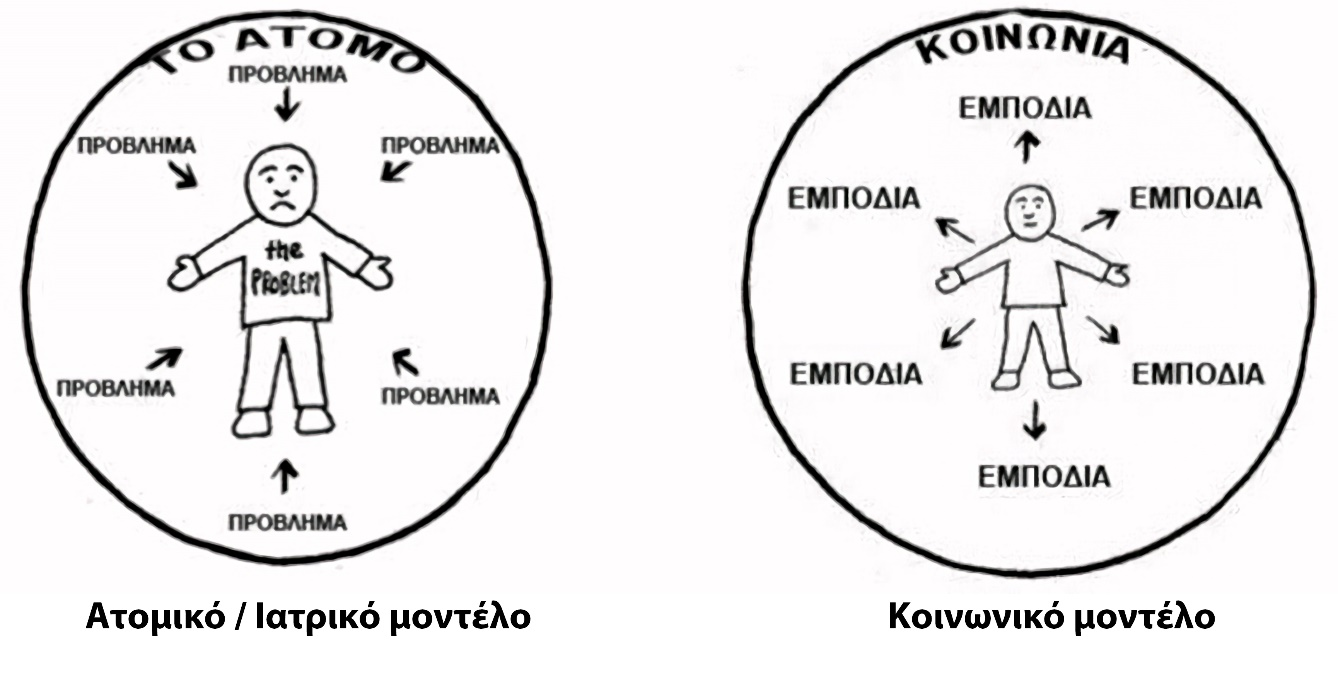 ΤΟ ΑΤΟΜΟ
ΠΡΟΒΛΗΜΑ
ΠΡΟΒΛΗΜΑ
ΠΡΟΒΛΗΜΑ
the
PROBLEM
ΠΡΟΒΛΗΜΑ
ΠΡΟΒΛΗΜΑ
ΠΡΟΒΛΗΜΑ
Ατομικό / Ιατρικό μοντέλο
ΚΟΙΝΩΝΙΑ
ΕΜΠΟΔΙΑ
ΕΜΠΟΔΙΑ
ΕΜΠΟΔΙΑ
ΕΜΠΟΔΙΑ
ΕΜΠΟΔΙΑ
ΕΜΠΟΔΙΑ
Κοινωνικό μοντέλο